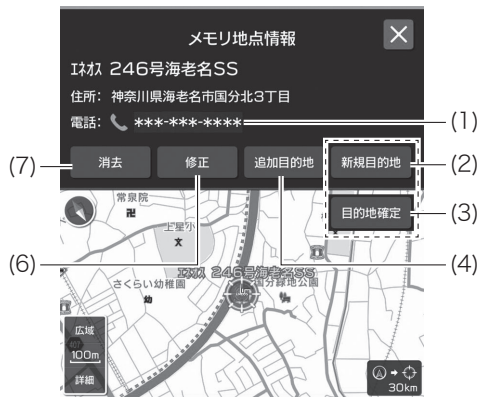 メモリ地点情報
ｴﾈｵｽ 246号海老名SS
住所: 神奈川県海老名市国分北3丁目
電話: ***-***-****
(1)
(7)
消去
修正
追加目的地
新規目的地
(2)
目的地確定
(3)
常泉院
上星小
文
(6)
(4)
ｴﾈｵｽ 246号海老名SS
さくらい幼稚園
国分緑地公園
幼
広域
100m
詳細
30km